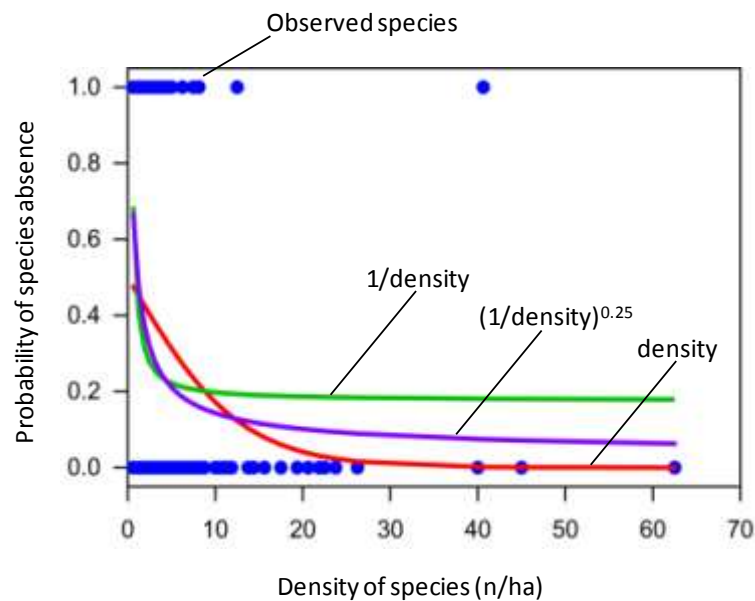 Observed species
Probability of species absence
1.0
0.8
0.6
0.4
0.2
0.0
1/density
(1/density)^0.25
density
0 10 20 30 40 50 60 70
Density of species (n/ha)